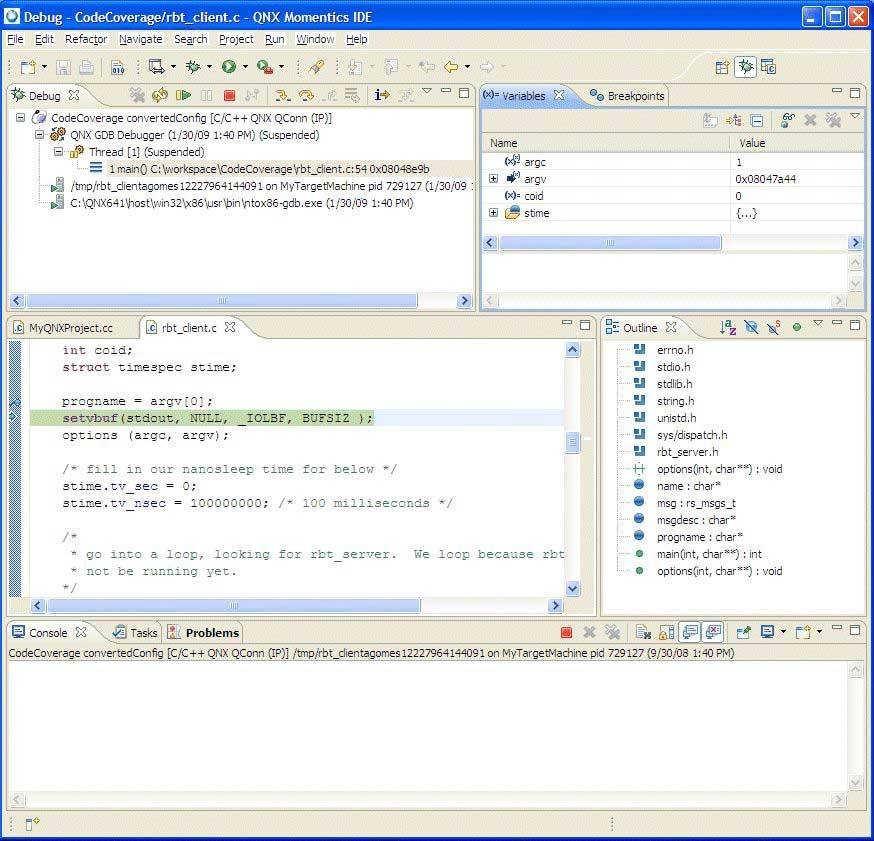 Debug - CodeCoverage/rbt_client.c - QNX Momentics IDE
File Edit Refactor Navigate Search Project Run Window Help
Debug
CodeCoverage convertedConfig [C/C++ QNX QConn (IP)]
QNX GDB Debugger (1/30/09 1:40 PM) (Suspended)
Thread [1] (Suspended)
1 main() C:\workspace\CodeCoverage\rbt_client.c:54 0x08048e9b
/tmp/rbt_clientagomes12227964144091 on MyTargetMachine pid 729127 (1/30/09 1
C:\QNX641\host\win32\x86\usr\bin\ntox86-gdb.exe (1/30/09 1:40 PM)
(x)= Variables Breakpoints
Name Value
argc 1
argv 0x08047a44
(x)= coid 0
stime {...}
MyQNXProject.cc rbt_client.c
int coid;
struct timespec stime;
progname = argv[0];
setvbuf(stdout, NULL, _IOLBF, BUFSIZ );
options (argc, argv);
/* fill in our nanosleep time for below */
stime.tv_sec = 0;
stime.tv_nsec = 100000000; /* 100 milliseconds */
/*
* go into a loop, looking for rbt_server. We loop because rbt
* not be running yet.
*/
Outline
errno.h
stdio.h
stdlib.h
string.h
unistd.h
sys/dispatch.h
rbt_server.h
options(int, char**) : void
name : char*
msg : rs_msgs_t
msgdesc : char*
progname : char*
main(int, char**) : int
options(int, char**) : void
Console Tasks Problems
CodeCoverage convertedConfig [C/C++ QNX QConn (IP)] /tmp/rbt_clientagomes12227964144091 on MyTargetMachine pid 729127 (9/30/08 1:40 PM)